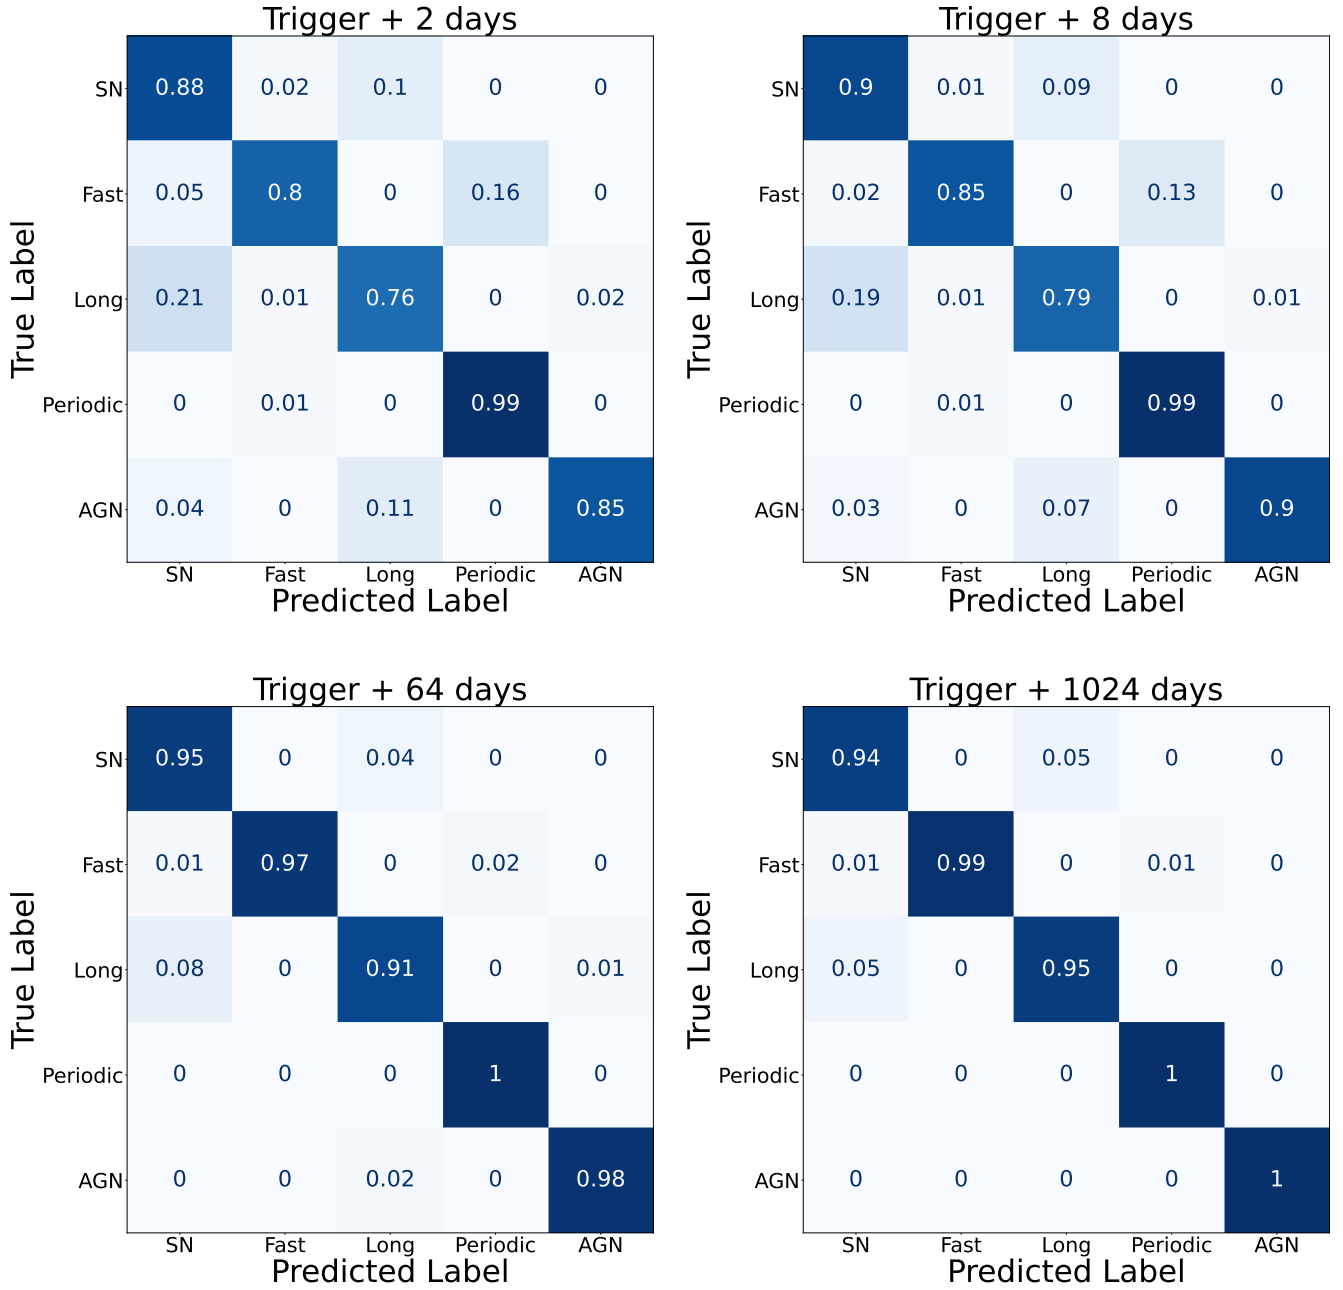 Trigger + 2 days
SN 0.88 0.02 0.1 0 0
Fast 0.05 0.8 0 0.16 0
Long 0.21 0.01 0.76 0 0.02
Periodic 0 0.01 0 0.99 0
AGN 0.04 0 0.11 0 0.85
SN Fast Long Periodic AGN
Predicted Label
True Label
Trigger + 8 days
SN 0.9 0.01 0.09 0 0
Fast 0.02 0.85 0 0.13 0
Long 0.19 0.01 0.79 0 0.01
Periodic 0 0.01 0 0.99 0
AGN 0.03 0 0.07 0 0.9
SN Fast Long Periodic AGN
Predicted Label
True Label
Trigger + 64 days
SN 0.95 0 0.04 0 0
Fast 0.01 0.97 0 0.02 0
Long 0.08 0 0.91 0 0.01
Periodic 0 0 0 1 0
AGN 0 0 0.02 0 0.98
SN Fast Long Periodic AGN
Predicted Label
True Label
Trigger + 1024 days
SN 0.94 0 0.05 0 0
Fast 0.01 0.99 0 0.01 0
Long 0.05 0 0.95 0 0
Periodic 0 0 0 1 0
AGN 0 0 0 0 1
SN Fast Long Periodic AGN
Predicted Label
True Label